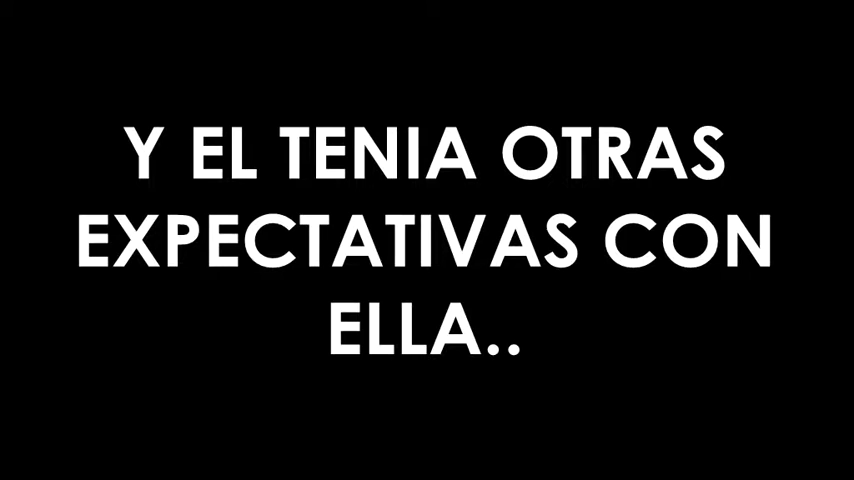 Y EL TENIA OTRAS
EXPECTATIVAS CON
ELLA..